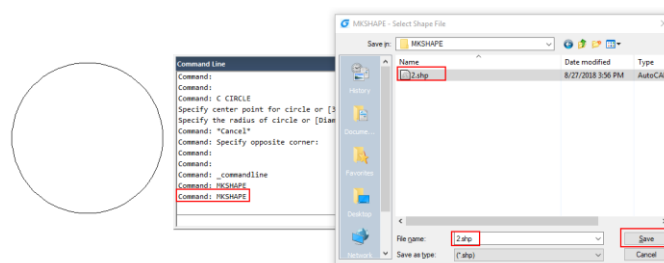 MKSHAPE - Select Shape File
Save in:
MKSHAPE
Name
Date modified
Type
2.shp
8/27/2018 3:56 PM
AutoCA
History
Docume...
Favorites
Desktop
Network
File name:
2.shp
Save
Save as type:
(*.shp)
Cancel
Command Line
Command:
Command:
Command: C CIRCLE
Specify center point for circle or [3
Specify the radius of circle or [Diam
Command: *Cancel*
Command: Specify opposite corner:
Command:
Command:
Command: _commandline
Command: MKSHAPE
Command: MKSHAPE